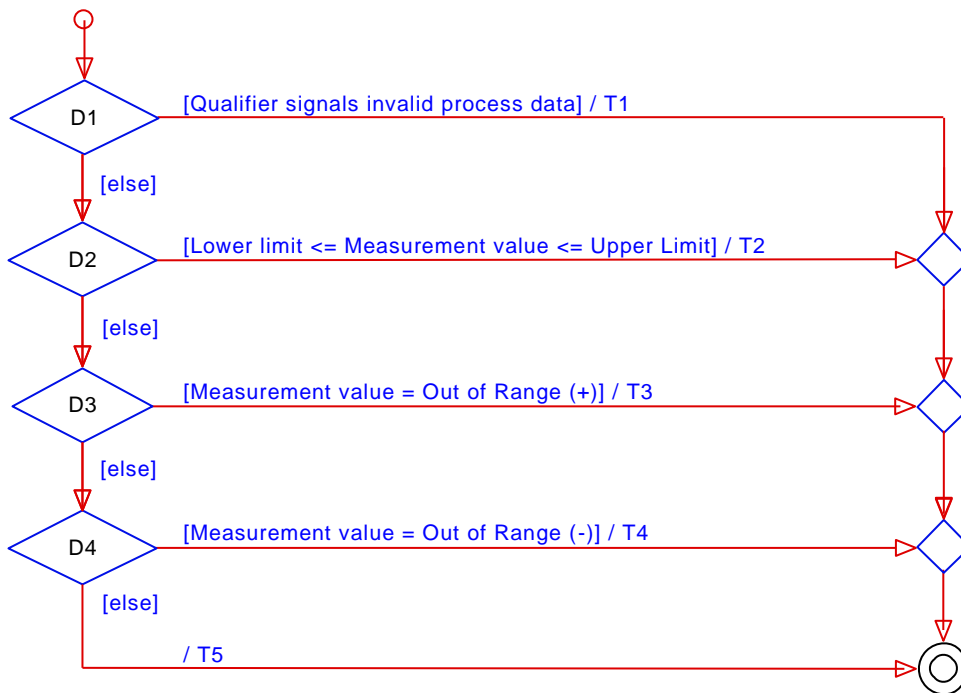 D1
[Qualifier signals invalid process data] / T1
[else]
D2
[Lower limit <= Measurement value <= Upper Limit] / T2
[else]
D3
[Measurement value = Out of Range (+)] / T3
[else]
D4
[Measurement value = Out of Range (-)] / T4
[else]
/ T5